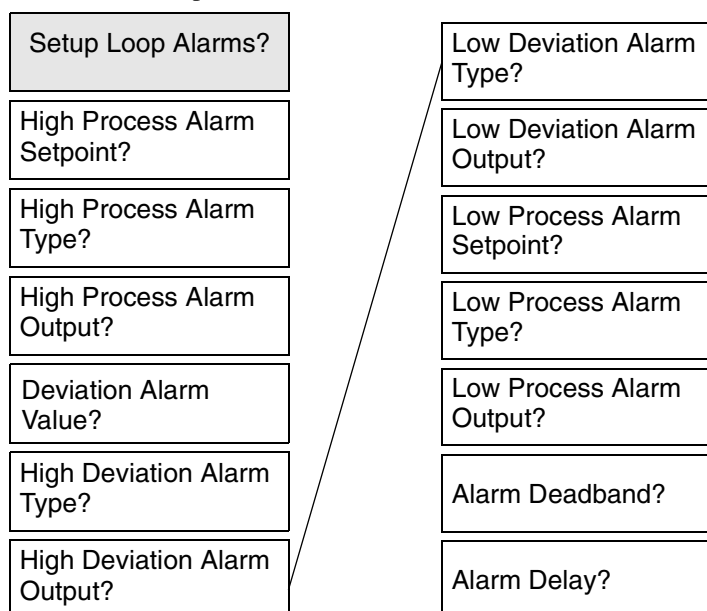 Setup Loop Alarms?
High Process Alarm
Setpoint?
High Process Alarm
Type?
High Process Alarm
Output?
Deviation Alarm
Value?
High Deviation Alarm
Type?
High Deviation Alarm
Output?
Low Deviation Alarm
Type?
Low Deviation Alarm
Output?
Low Process Alarm
Setpoint?
Low Process Alarm
Type?
Low Process Alarm
Output?
Alarm Deadband?
Alarm Delay?